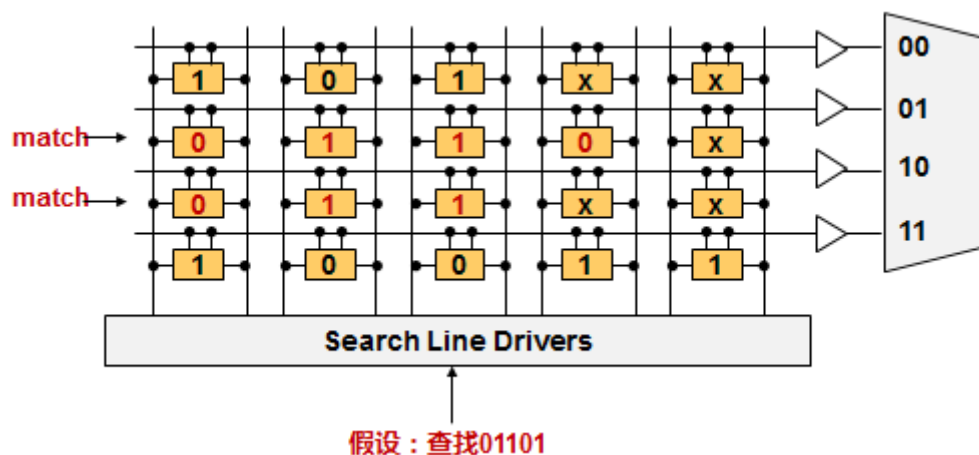 1 0 1 x x 00
match 0 1 1 0 x 01
match 0 1 1 x x 10
1 0 0 1 1 11
Search Line Drivers
假设：查找01101